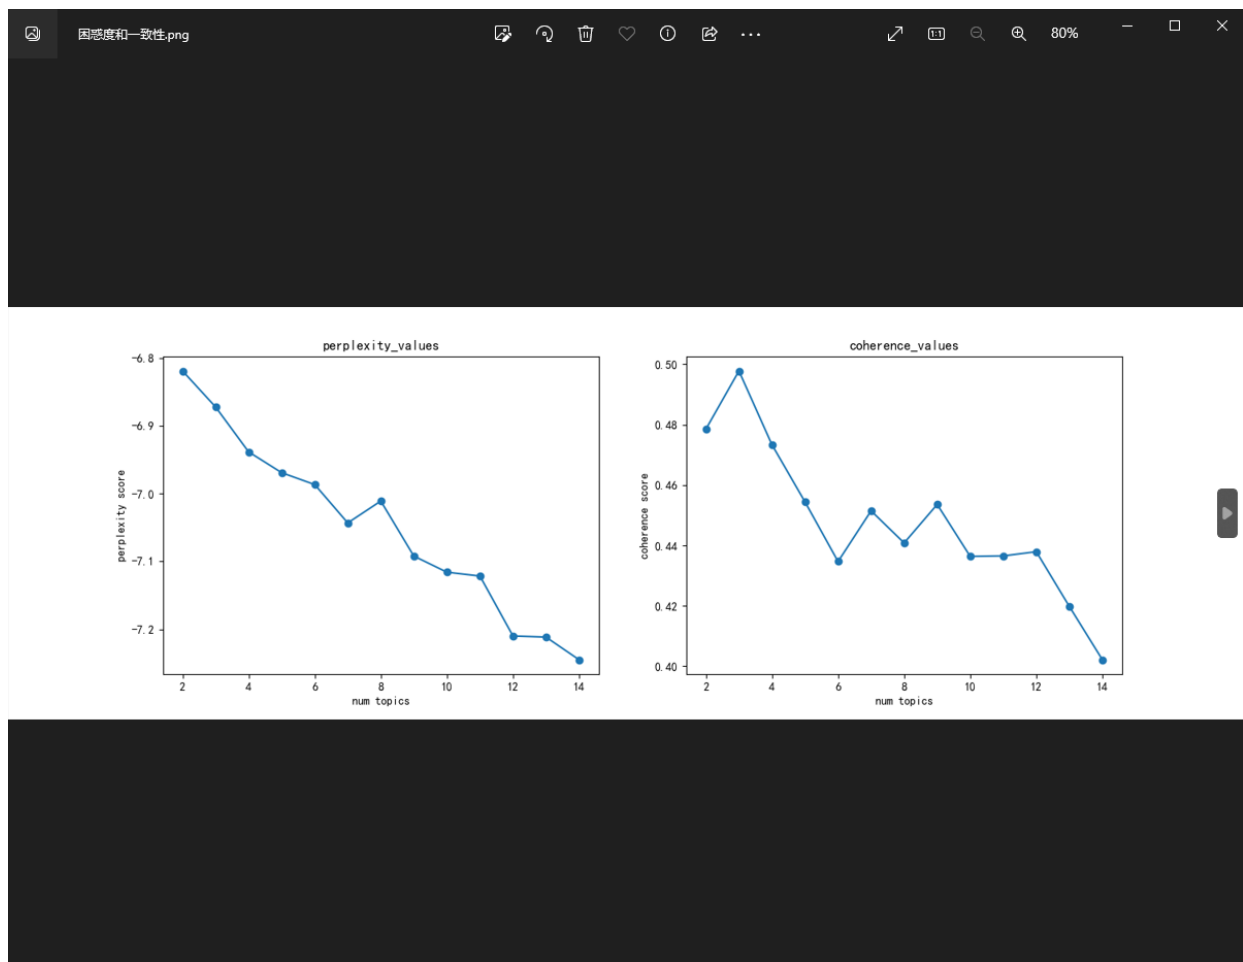 困惑度和一致性.png
1:1
80%
perplexity_values
-6.8
-6.9
-7.0
-7.1
-7.2
perplexity score
2 4 6 8 10 12 14
num topics
coherence_values
0.50
0.48
0.46
0.44
0.42
0.40
coherence score
2 4 6 8 10 12 14
num topics